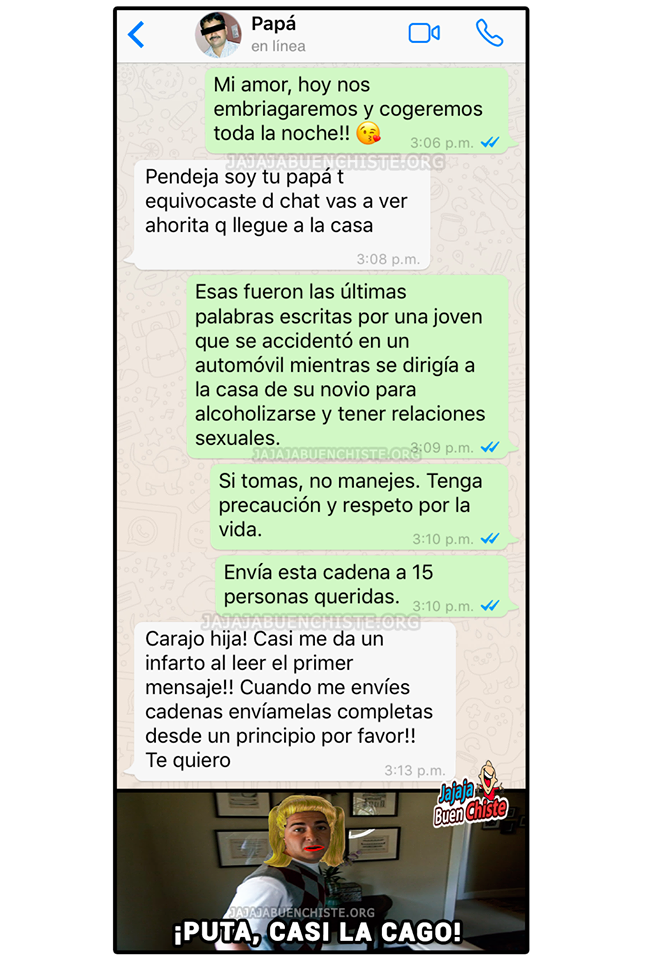 Papá
en línea
Mi amor, hoy nos
embriagaremos y cogeremos
toda la noche!! 😘
3:06 p.m.
JAJAJABUENCHISTE.ORG
Pendeja soy tu papá t
equivocaste d chat vas a ver
ahorita q llegue a la casa
3:08 p.m.
Esas fueron las últimas
palabras escritas por una joven
que se accidentó en un
automóvil mientras se dirigía a
la casa de su novio para
alcoholizarse y tener relaciones
sexuales.
3:09 p.m.
JAJAJABUENCHISTE.ORG
Si tomas, no manejes. Tenga
precaución y respeto por la
vida.
3:10 p.m.
Envía esta cadena a 15
personas queridas.
3:10 p.m.
JAJAJABUENCHISTE.ORG
Carajo hija! Casi me da un
infarto al leer el primer
mensaje!! Cuando me envíes
cadenas envíamelas completas
desde un principio por favor!!
Te quiero
3:13 p.m.
Jajaja
Buen Chiste
JAJAJABUENCHISTE.ORG
¡PUTA, CASI LA CAGO!